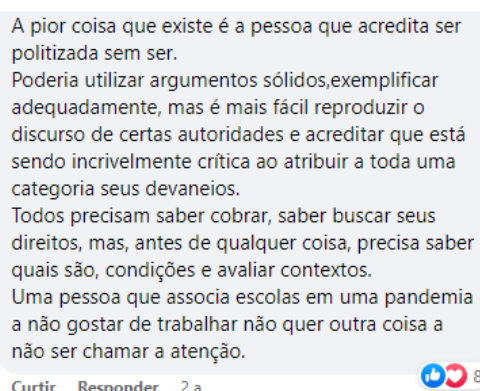 A pior coisa que existe é a pessoa que acredita ser
politizada sem ser.
Poderia utilizar argumentos sólidos,exemplificar
adequadamente, mas é mais fácil reproduzir o
discurso de certas autoridades e acreditar que está
sendo incrivelmente crítica ao atribuir a toda uma
categoria seus devaneios.
Todos precisam saber cobrar, saber buscar seus
direitos, mas, antes de qualquer coisa, precisa saber
quais são, condições e avaliar contextos.
Uma pessoa que associa escolas em uma pandemia
a não gostar de trabalhar não quer outra coisa a
não ser chamar a atenção.
Curtir Responder 2 a